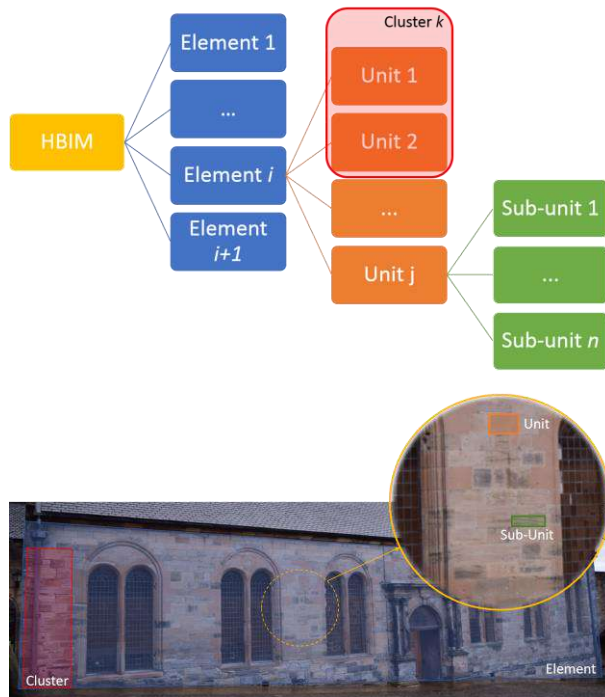 Cluster k
Element 1
Unit 1
...
HBIM
Unit 2
Element i
...
Sub-unit 1
Element
i+1
Unit j
...
Sub-unit n
Unit
Sub-Unit
Cluster
Element